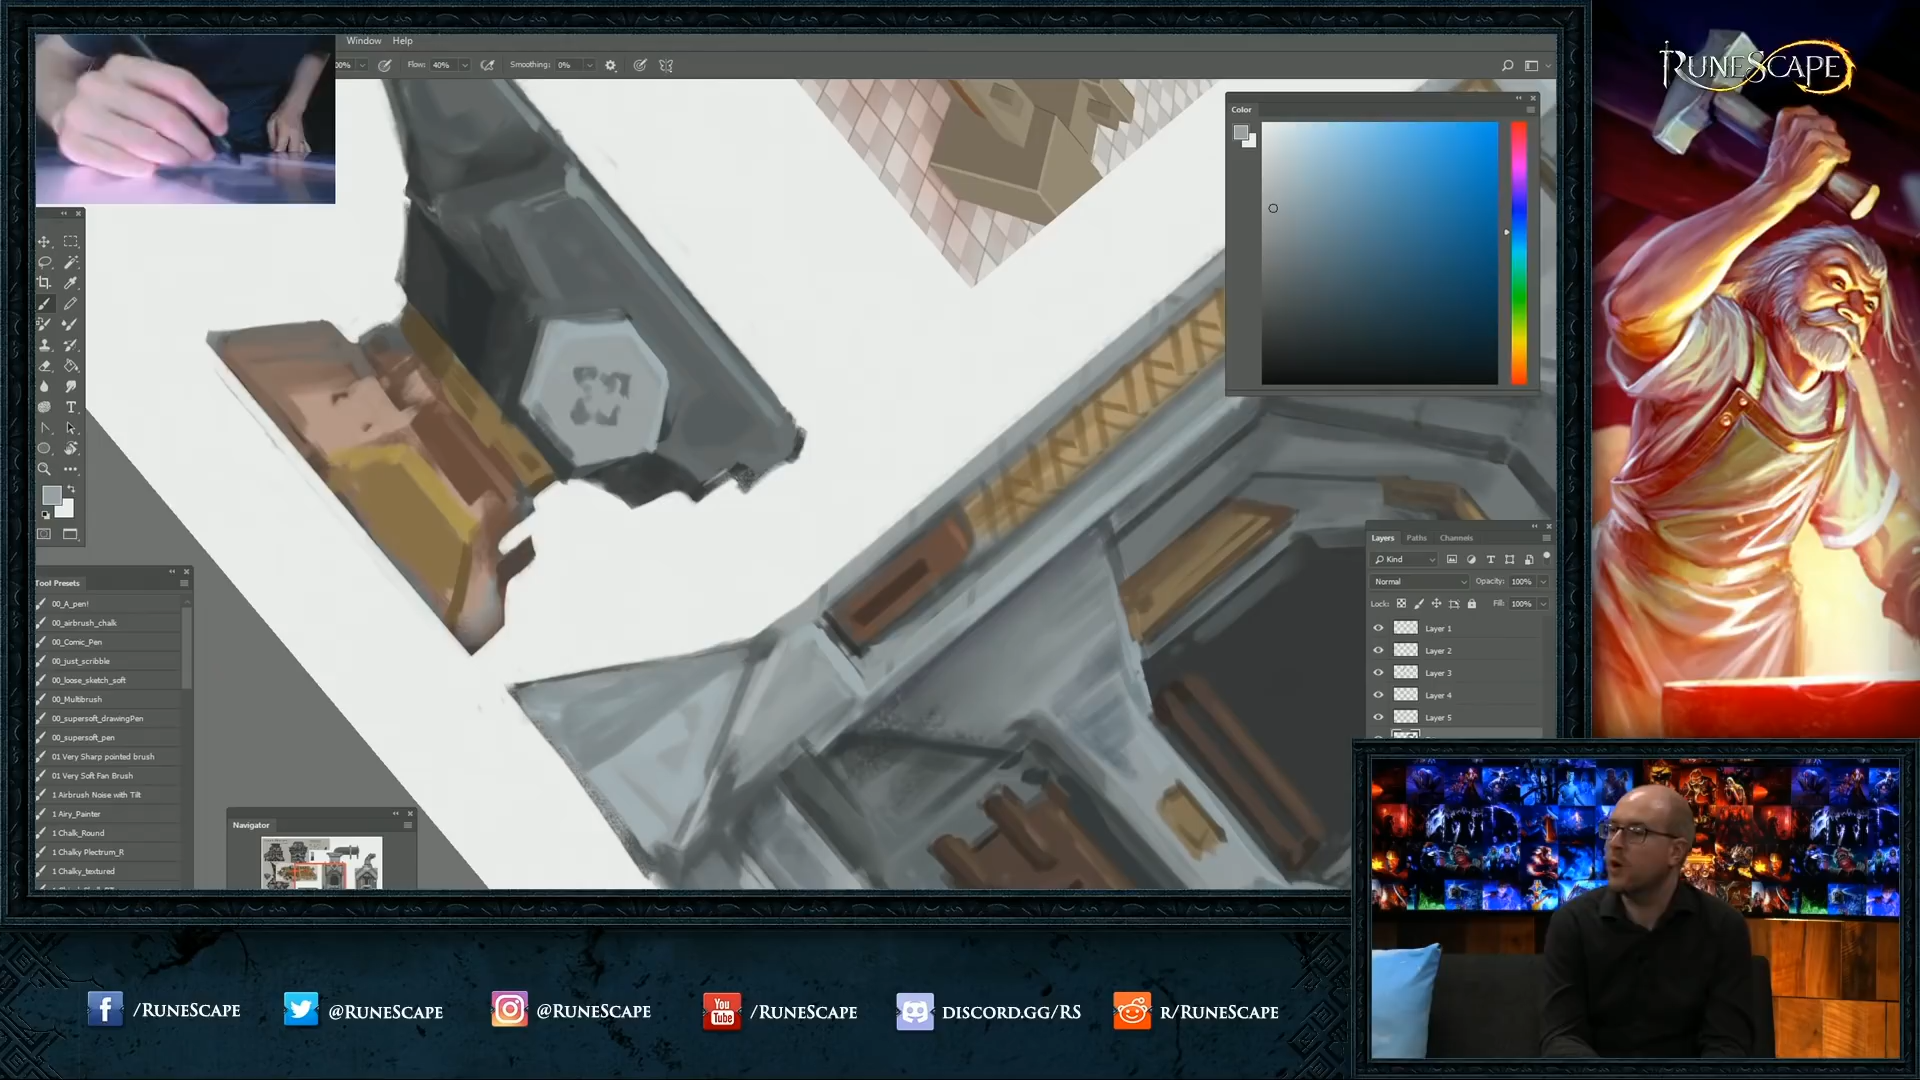 Window Help
00% Flow: 40% Smoothing: 0%
RUNESCAPE
Color
Tool Presets
00_A_pen!
00_airbrush_chalk
00_Comic_Pen
00_just_scribble
00_loose_sketch_soft
00_Multibrush
00_supersoft_drawingPen
00_supersoft_pen
01 Very Sharp pointed brush
01 Very Soft Fan Brush
1 Airbrush Noise with Tilt
1 Airy_Painter
1 Chalk_Round
1 Chalky Plectrum_R
1 Chalky_textured
Navigator
Layers Paths Channels
Kind
Normal Opacity: 100%
Lock: Fill: 100%
Layer 1
Layer 2
Layer 3
Layer 4
Layer 5
/RUNESCAPE
@RUNESCAPE
@RUNESCAPE
You Tube /RUNESCAPE
DISCORD.GG/RS
R/RUNESCAPE